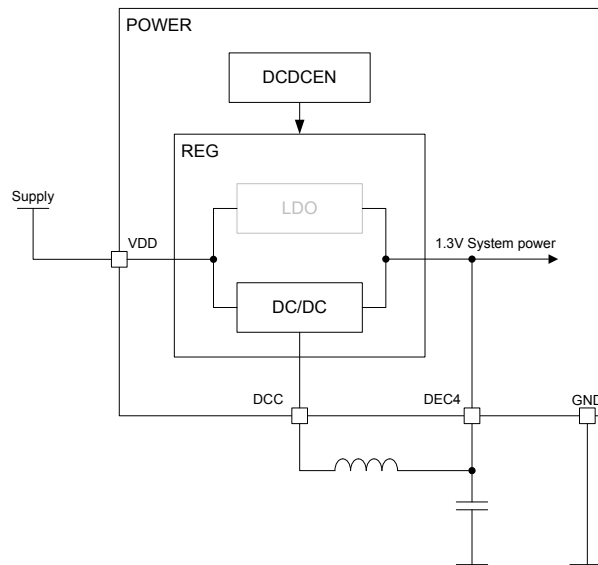 POWER
DCDCEN
REG
Supply
LDO
VDD
1.3V System power
DC/DC
DCC
DEC4
GND